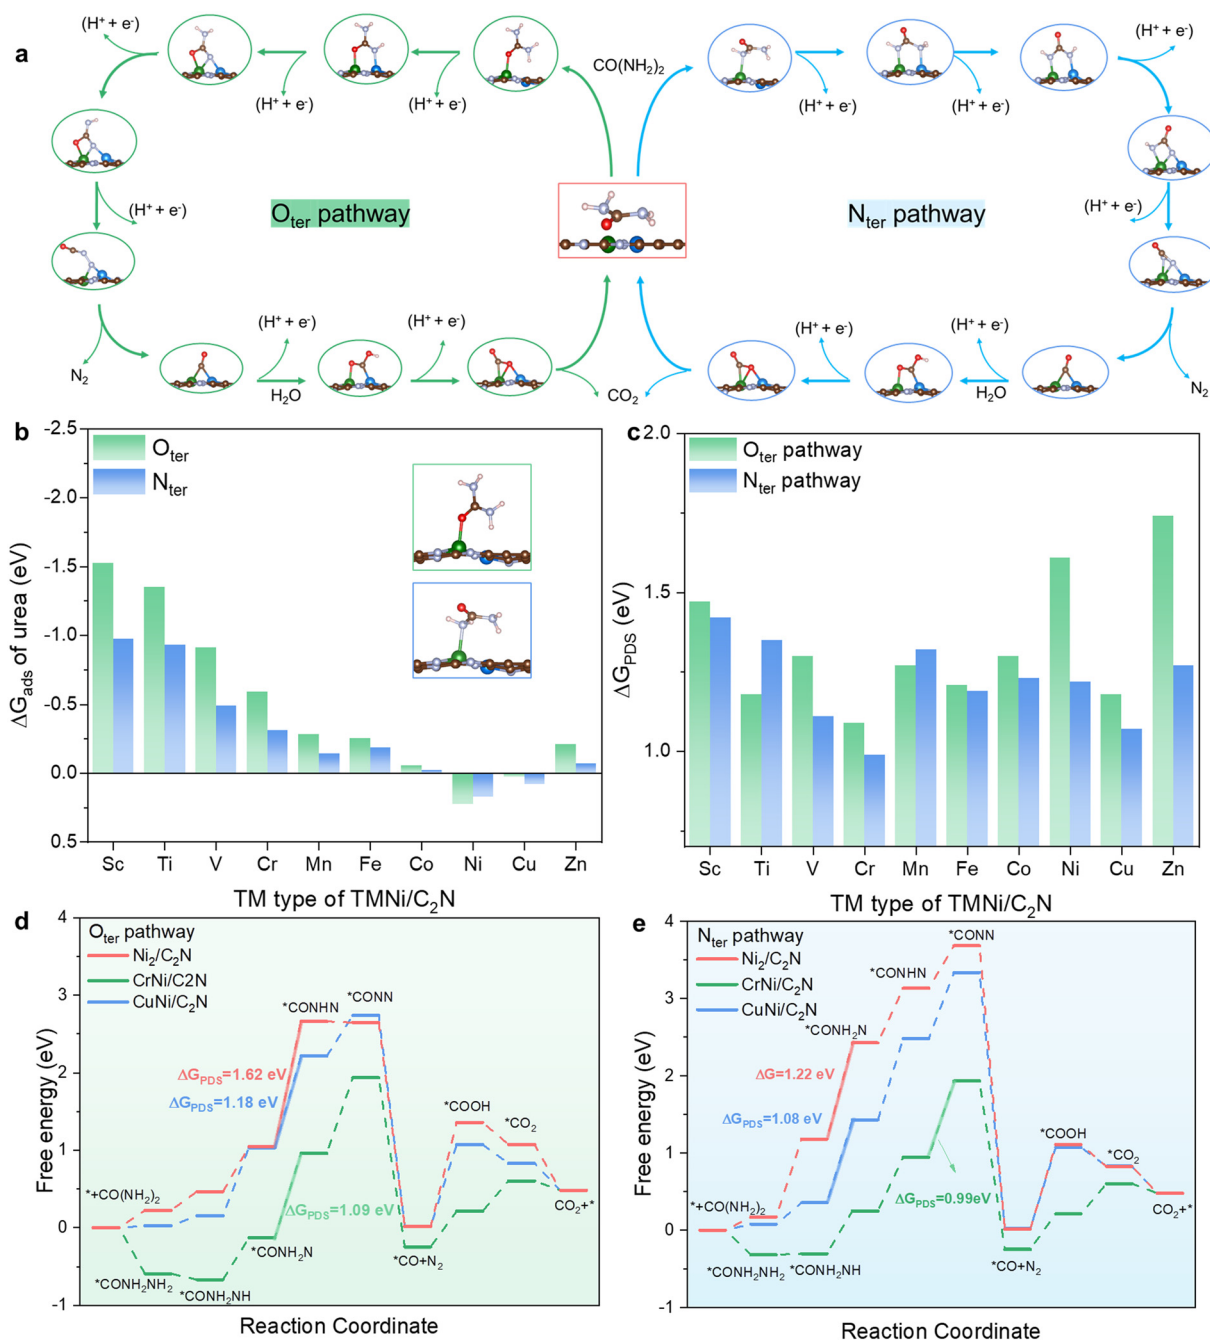 a
(H⁺ + e⁻)
(H⁺ + e⁻)
(H⁺ + e⁻)
CO(NH₂)₂
(H⁺ + e⁻)
(H⁺ + e⁻)
(H⁺ + e⁻)
(H⁺ + e⁻)
Oₜₑᵣ pathway
Nₜₑᵣ pathway
(H⁺ + e⁻)
N₂
(H⁺ + e⁻)
H₂O
(H⁺ + e⁻)
CO₂
(H⁺ + e⁻)
(H⁺ + e⁻)
H₂O
N₂
b
Oₜₑᵣ
Nₜₑᵣ
ΔG_ads of urea (eV)
-2.5
-2.0
-1.5
-1.0
-0.5
0.0
0.5
Sc Ti V Cr Mn Fe Co Ni Cu Zn
TM type of TMNi/C₂N
c
Oₜₑᵣ pathway
Nₜₑᵣ pathway
ΔG_PDS (eV)
2.0
1.5
1.0
Sc Ti V Cr Mn Fe Co Ni Cu Zn
TM type of TMNi/C₂N
d
Oₜₑᵣ pathway
Ni₂/C₂N
CrNi/C2N
CuNi/C₂N
Free energy (eV)
4
3
2
1
0
-1
*CONHN
*CONN
ΔG_PDS=1.62 eV
ΔG_PDS=1.18 eV
*COOH
*CO₂
*+CO(NH₂)₂
ΔG_PDS=1.09 eV
CO₂+*
*CONH₂N
*CO+N₂
*CONH₂NH₂
*CONH₂NH
Reaction Coordinate
e
Nₜₑᵣ pathway
Ni₂/C₂N
CrNi/C₂N
CuNi/C₂N
Free energy (eV)
4
3
2
1
0
-1
*CONN
*CONHN
*CONH₂N
ΔG=1.22 eV
ΔG_PDS=1.08 eV
*COOH
*CO₂
*+CO(NH₂)₂
ΔG_PDS=0.99eV
CO₂+*
*CO+N₂
*CONH₂NH₂
*CONH₂NH
Reaction Coordinate